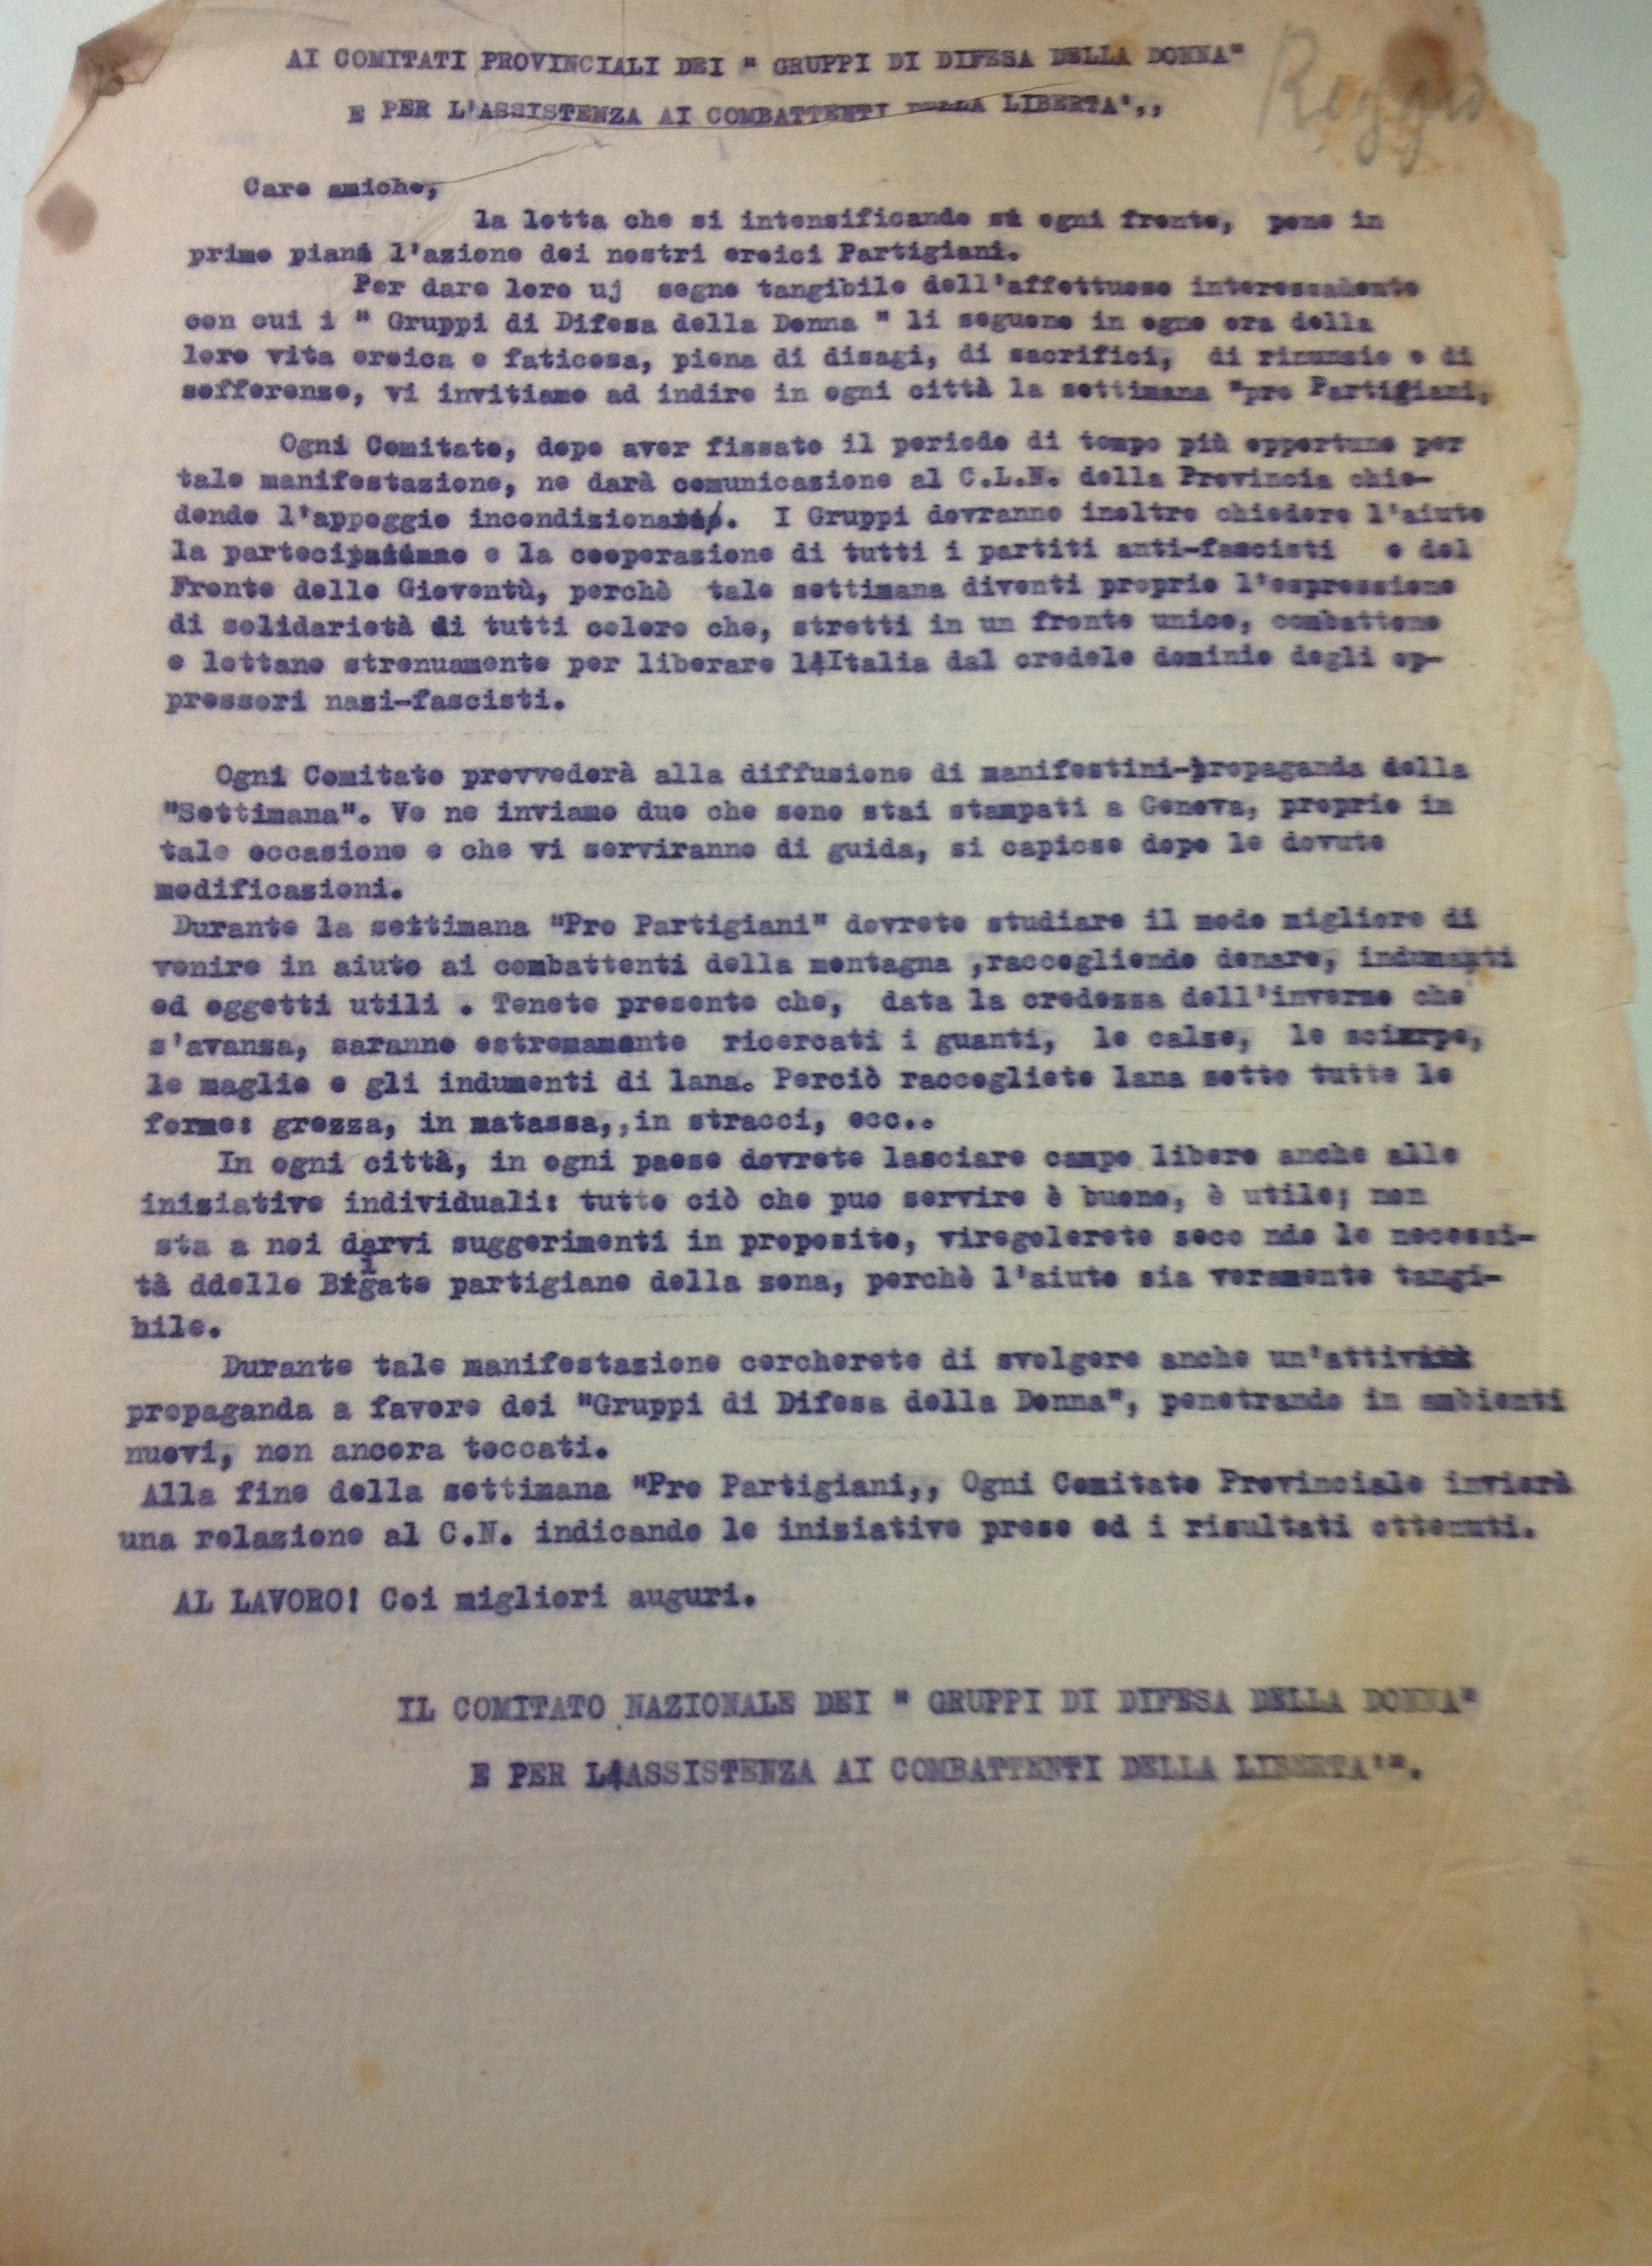 AI COMITATI PROVINCIALI DEI " GRUPPI DI DIFESA DELLA DONNA"
Reggio
E PER L'ASSISTENZA AI COMBATTENTI DELLA LIBERTA',,
Care amiche,
la lotta che si intensificando su ogni fronte, pone in
primo piano l'azione dei nostri eroici Partigiani.
Per dare loro uj segno tangibile dell'affettuoso interessamento
con cui i " Gruppi di Difesa della Donna " li seguono in ogno ora della
loro vita eroica e faticosa, piena di disagi, di sacrifici, di rinunzie e di
sofferenze, vi invitiamo ad indire in ogni città la settimana "pro Partigiani,
Ogni Comitato, dopo aver fissato il periodo di tempo più opportuno per
tale manifestazione, ne darà comunicazione al C.L.N. della Provincia chie-
dendo l'appoggio incondizionato. I Gruppi dovranno inoltre chiedere l'aiuto
la partecipazione e la cooperazione di tutti i partiti anti-fascisti e del
Fronte delle Gioventù, perchè tale settimana diventi proprio l'espressione
di solidarietà di tutti coloro che, stretti in un fronte unico, combattono
e lottano strenuamente per liberare l'Italia dal credele dominio degli op-
pressori nazi-fascisti.
Ogni Comitato provvederà alla diffusione di manifestini-propaganda della
"Settimana". Ve ne inviamo due che sono stai stampati a Genova, proprio in
tale occasione e che vi serviranno di guida, si capiose dopo le dovute
modificazioni.
Durante la settimana "Pro Partigiani" dovrete studiare il modo migliore di
venire in aiuto ai combattenti della montagna ,raccogliendo denaro, indumenti
ed oggetti utili . Tenete presente che, data la credezza dell'inverno che
s'avanza, saranno estremamente ricercati i guanti, le calze, le sciarpe,
le maglie e gli indumenti di lana. Perciò raccogliete lana sotto tutte le
forme: grezza, in matassa,,in stracci, ecc..
In ogni città, in ogni paese dovrete lasciare campo libero anche alle
iniziative individuali: tutto ciò che puo servire è buono, è utile; non
sta a noi darvi suggerimenti in proposito, viregolerete seco ndo le necessi-
tà ddelle Brigate partigiane della zona, perchè l'aiuto sia veramente tangi-
bile.
Durante tale manifestazione cercherete di svolgere anche un'attività
propaganda a favore dei "Gruppi di Difesa della Donna", penetrando in ambienti
nuovi, non ancora toccati.
Alla fine della settimana "Pro Partigiani,, Ogni Comitato Provinciale invierà
una relazione al C.N. indicando le iniziative prese ed i risultati ottenuti.
AL LAVORO! Coi migliori auguri.
IL COMITATO NAZIONALE DEI " GRUPPI DI DIFESA DELLA DONNA"
E PER L'ASSISTENZA AI COMBATTENTI DELLA LIBERTA'".